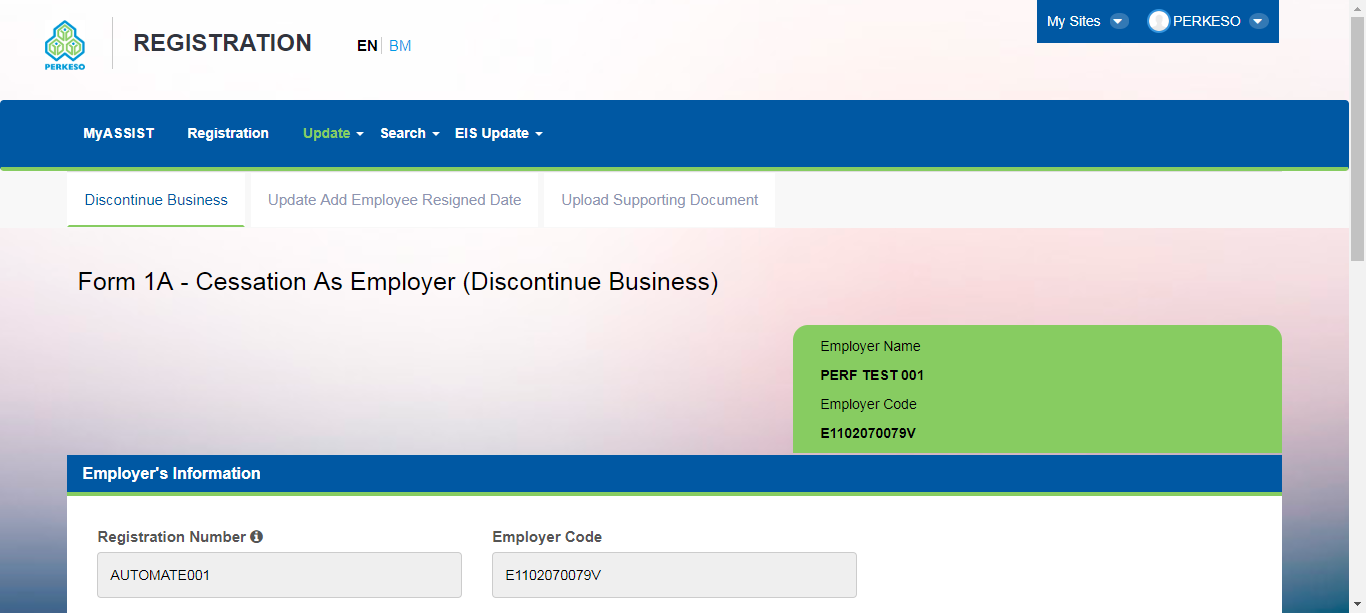 My Sites PERKESO
PERKESO
REGISTRATION
EN BM
MyASSIST Registration Update Search EIS Update
Discontinue Business Update Add Employee Resigned Date Upload Supporting Document
Form 1A - Cessation As Employer (Discontinue Business)
Employer Name
PERF TEST 001
Employer Code
E1102070079V
Employer's Information
Registration Number Employer Code
AUTOMATE001 E1102070079V